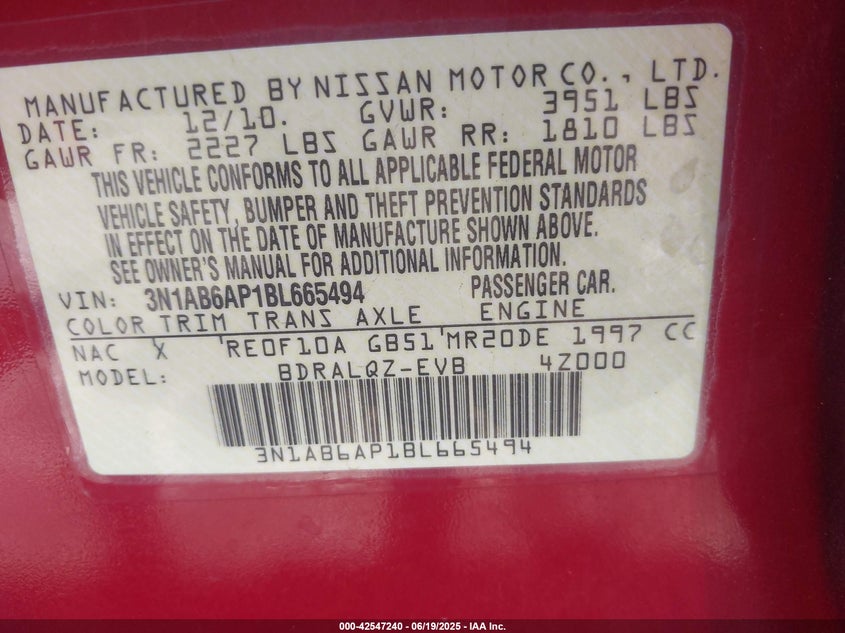 MANUFACTURED BY NISSAN MOTOR CO., LTD.
DATE: 12/10. GVWR: 3951 LBS
GAWR FR: 2227 LBS GAWR RR: 1810 LBS
THIS VEHICLE CONFORMS TO ALL APPLICABLE FEDERAL MOTOR
VEHICLE SAFETY, BUMPER AND THEFT PREVENTION STANDARDS
IN EFFECT ON THE DATE OF MANUFACTURE SHOWN ABOVE.
SEE OWNER'S MANUAL FOR ADDITIONAL INFORMATION.
VIN: 3N1AB6AP1BL665494 PASSENGER CAR.
COLOR TRIM TRANS AXLE ENGINE
NAC X RE0F10A GB51 MR20DE 1997 CC
MODEL: BDRALQZ-EVB 4Z000
3N1AB6AP1BL665494
000-42547240 - 06/19/2025 - IAA Inc.